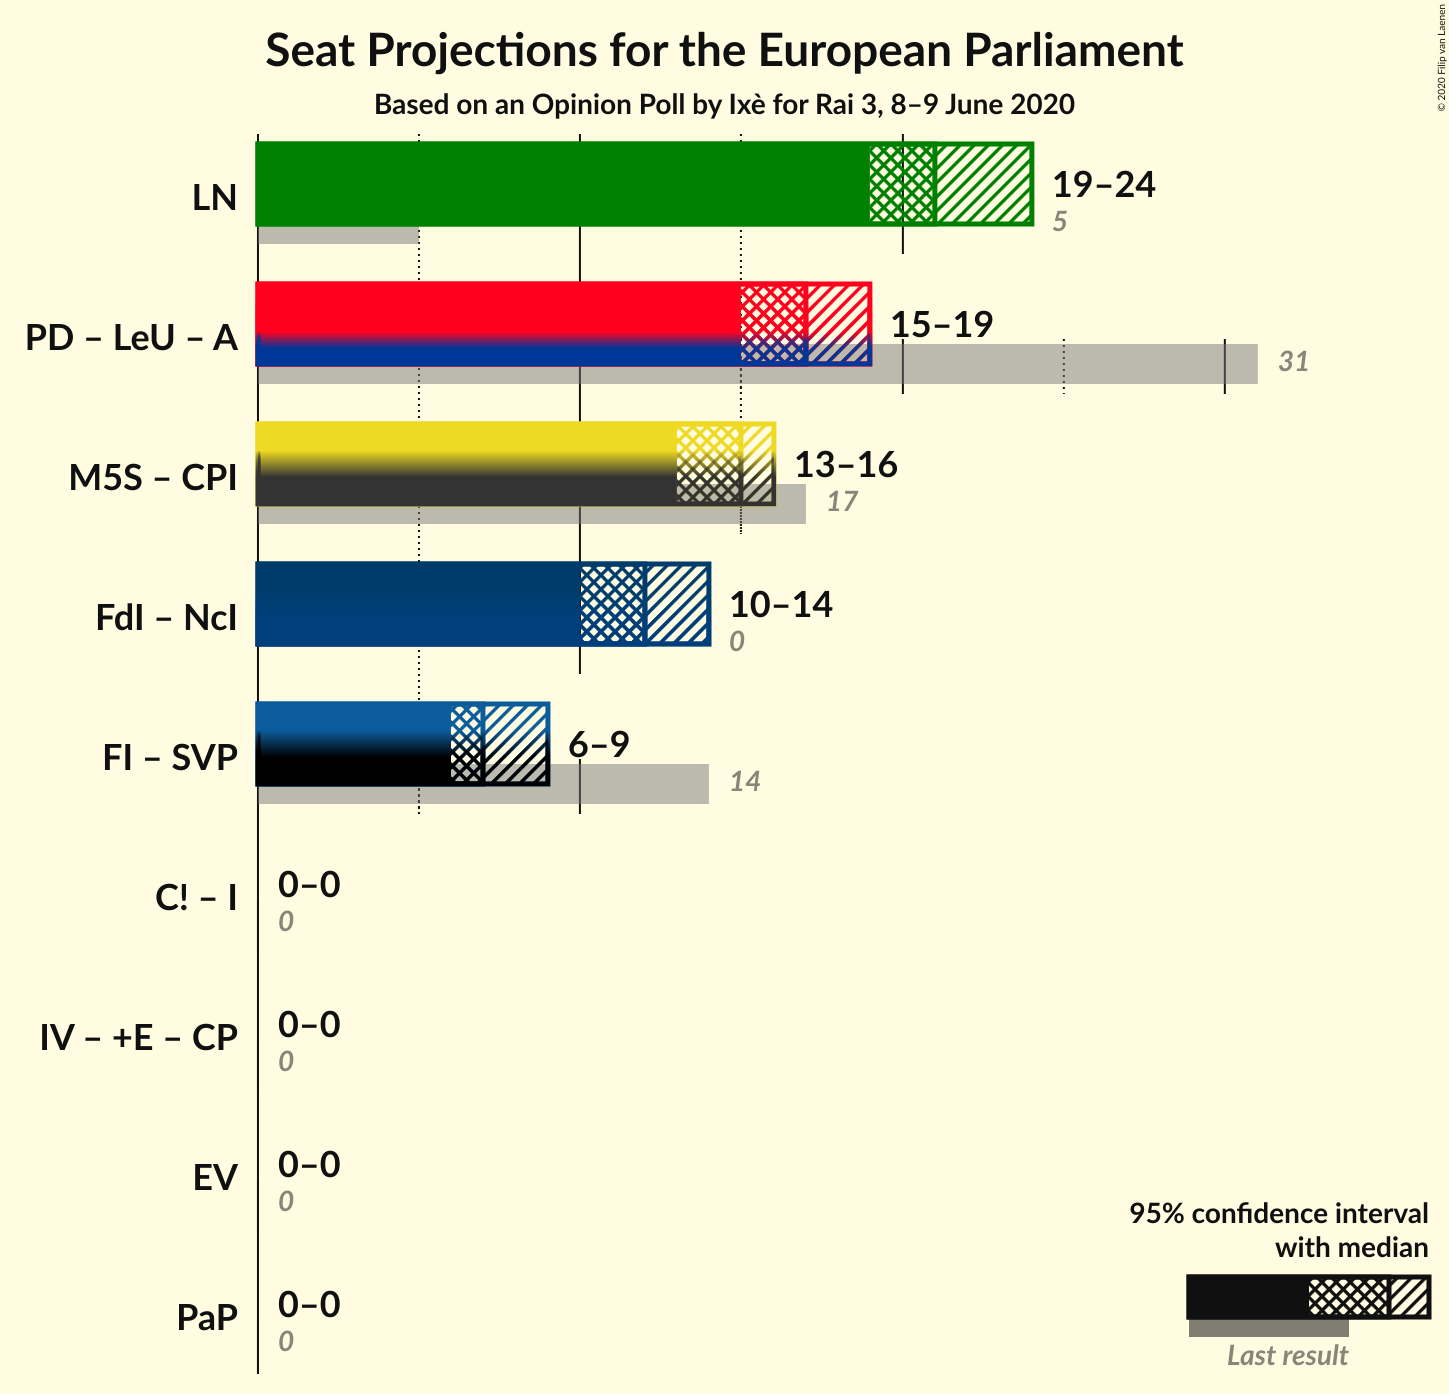 Seat Projections for the European Parliament
Based on an Opinion Poll by Ixè for Rai 3, 8–9 June 2020
© 2020 Filip van Laenen
LN
19–24
5
PD – LeU – A
15–19
31
M5S – CPI
13–16
17
FdI – NcI
10–14
0
FI – SVP
6–9
14
C! – I
0–0
0
IV – +E – CP
0–0
0
EV
0–0
0
PaP
0–0
0
95% confidence interval
with median
Last result